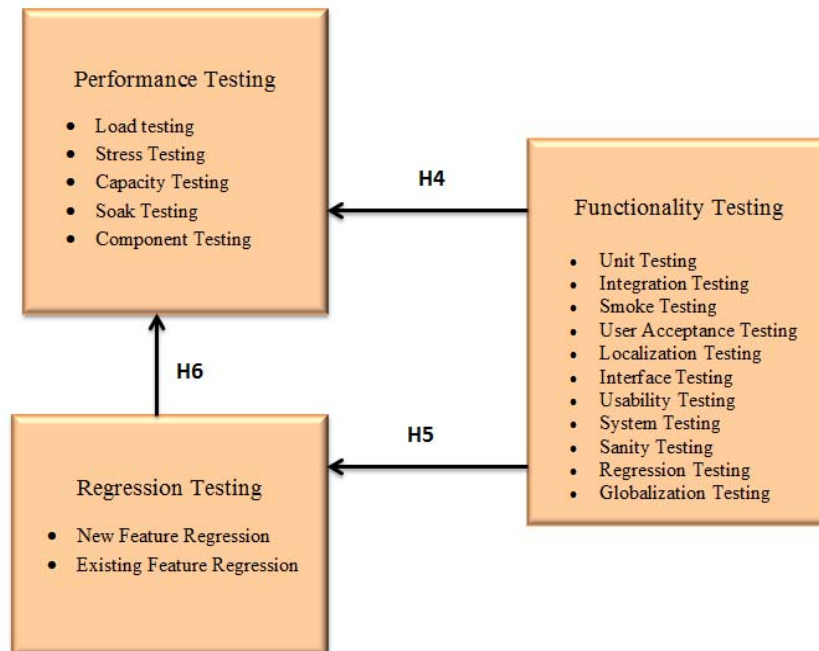 Performance Testing
• Load testing
• Stress Testing
• Capacity Testing
• Soak Testing
• Component Testing
H4
Functionality Testing
• Unit Testing
• Integration Testing
• Smoke Testing
• User Acceptance Testing
• Localization Testing
• Interface Testing
• Usability Testing
• System Testing
• Sanity Testing
• Regression Testing
• Globalization Testing
H6
H5
Regression Testing
• New Feature Regression
• Existing Feature Regression